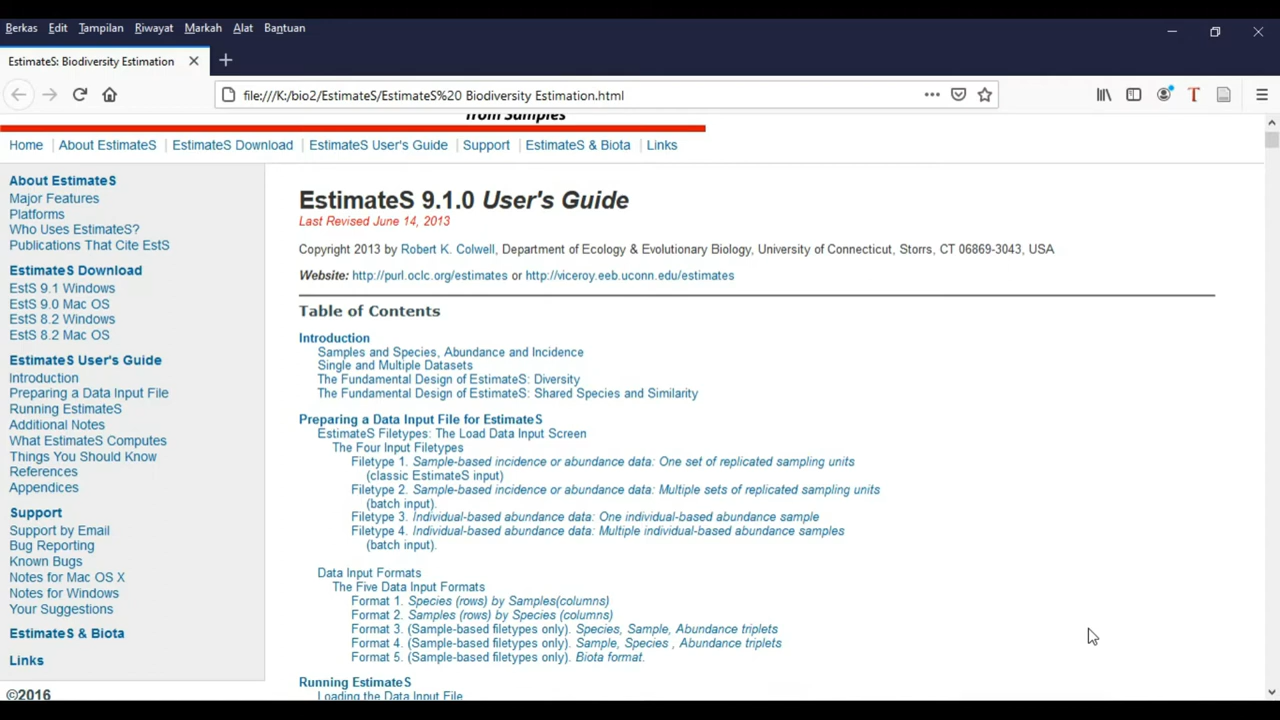 Berkas Edit Tampilan Riwayat Markah Alat Bantuan
EstimateS: Biodiversity Estimation
file:///K:/bio2/EstimateS/EstimateS%20 Biodiversity Estimation.html
from Samples
Home About EstimateS EstimateS Download EstimateS User's Guide Support EstimateS & Biota Links
About EstimateS
Major Features
Platforms
Who Uses EstimateS?
Publications That Cite EstS
EstimateS Download
EstS 9.1 Windows
EstS 9.0 Mac OS
EstS 8.2 Windows
EstS 8.2 Mac OS
EstimateS User's Guide
Introduction
Preparing a Data Input File
Running EstimateS
Additional Notes
What EstimateS Computes
Things You Should Know
References
Appendices
Support
Support by Email
Bug Reporting
Known Bugs
Notes for Mac OS X
Notes for Windows
Your Suggestions
EstimateS & Biota
Links
©2016
EstimateS 9.1.0 User's Guide
Last Revised June 14, 2013
Copyright 2013 by Robert K. Colwell, Department of Ecology & Evolutionary Biology, University of Connecticut, Storrs, CT 06869-3043, USA
Website: http://purl.oclc.org/estimates or http://viceroy.eeb.uconn.edu/estimates
Table of Contents
Introduction
Samples and Species, Abundance and Incidence
Single and Multiple Datasets
The Fundamental Design of EstimateS: Diversity
The Fundamental Design of EstimateS: Shared Species and Similarity
Preparing a Data Input File for EstimateS
EstimateS Filetypes: The Load Data Input Screen
The Four Input Filetypes
Filetype 1. Sample-based incidence or abundance data: One set of replicated sampling units
(classic EstimateS input)
Filetype 2. Sample-based incidence or abundance data: Multiple sets of replicated sampling units
(batch input).
Filetype 3. Individual-based abundance data: One individual-based abundance sample
Filetype 4. Individual-based abundance data: Multiple individual-based abundance samples
(batch input).
Data Input Formats
The Five Data Input Formats
Format 1. Species (rows) by Samples(columns)
Format 2. Samples (rows) by Species (columns)
Format 3. (Sample-based filetypes only). Species, Sample, Abundance triplets
Format 4. (Sample-based filetypes only). Sample, Species , Abundance triplets
Format 5. (Sample-based filetypes only). Biota format.
Running EstimateS
Loading the Data Input File